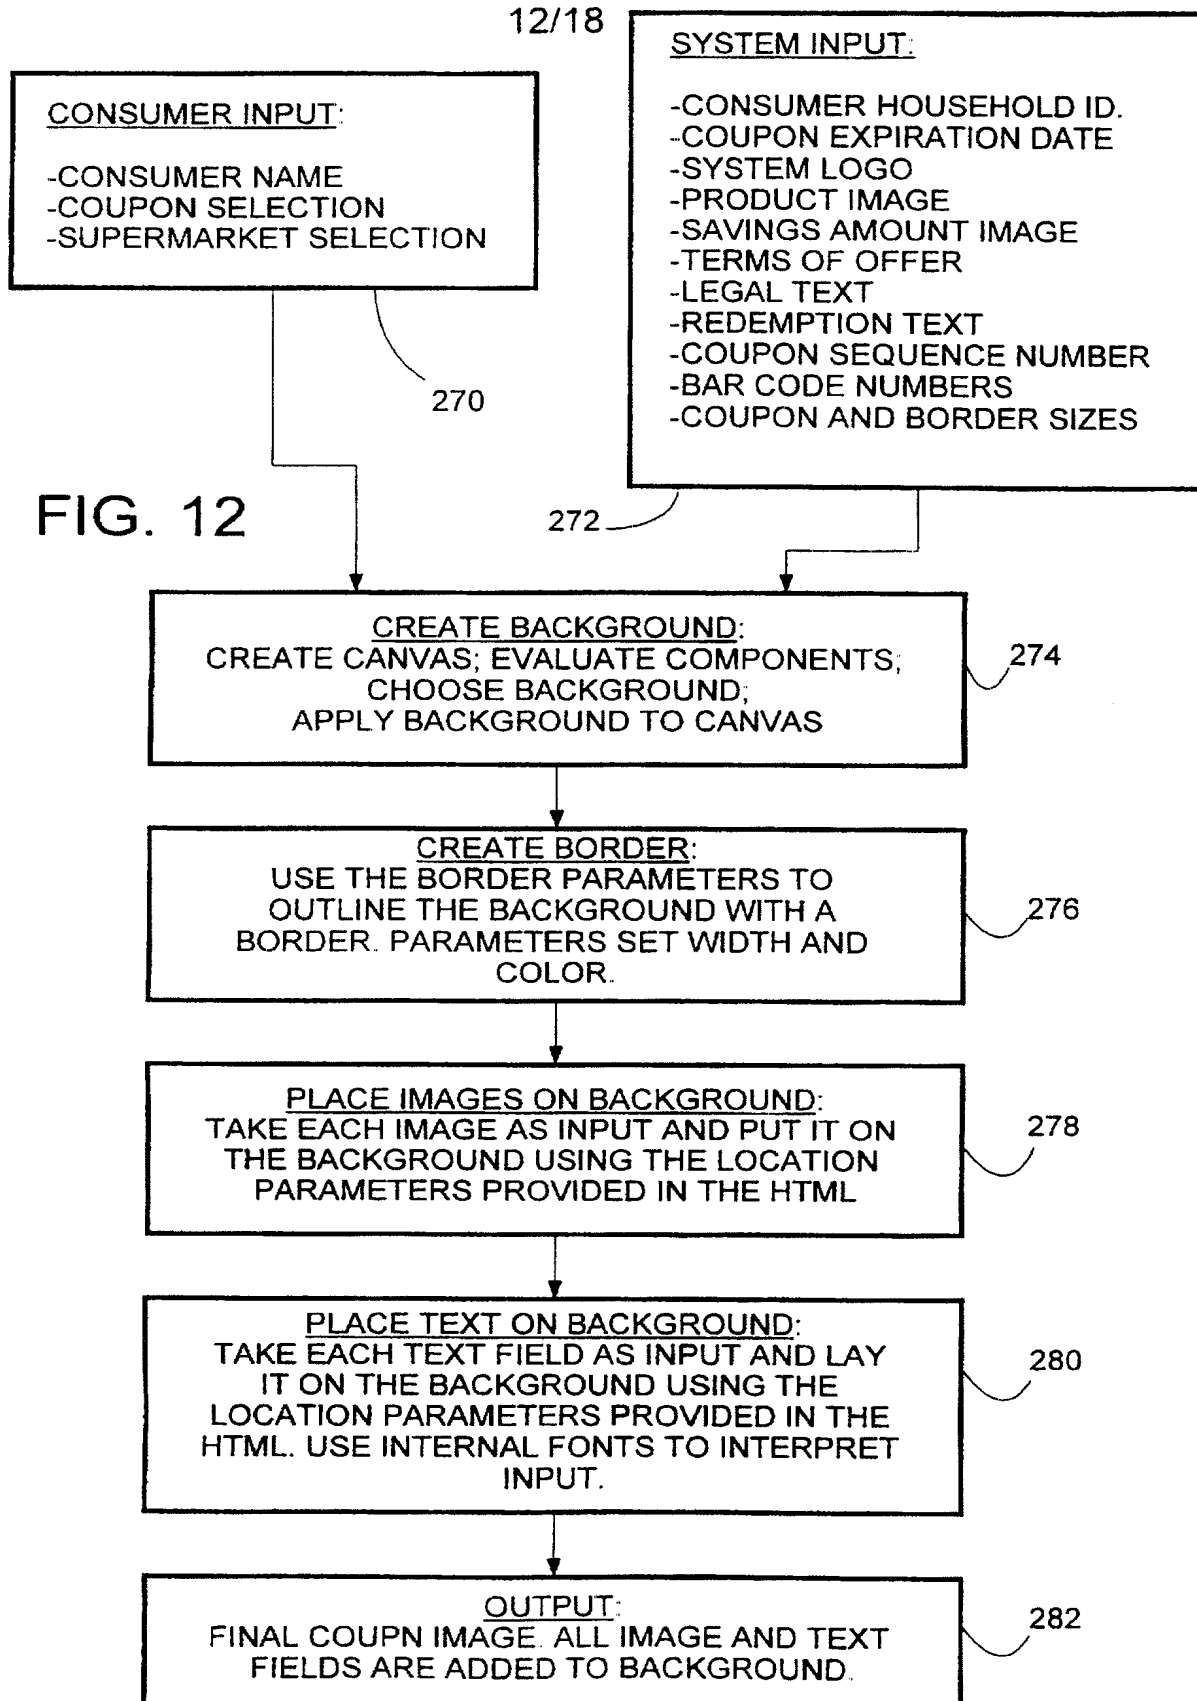 12/18
CONSUMER INPUT:
-CONSUMER NAME
-COUPON SELECTION
-SUPERMARKET SELECTION
270
SYSTEM INPUT:
-CONSUMER HOUSEHOLD ID.
-COUPON EXPIRATION DATE
-SYSTEM LOGO
-PRODUCT IMAGE
-SAVINGS AMOUNT IMAGE
-TERMS OF OFFER
-LEGAL TEXT
-REDEMPTION TEXT
-COUPON SEQUENCE NUMBER
-BAR CODE NUMBERS
-COUPON AND BORDER SIZES
272
FIG. 12
CREATE BACKGROUND:
CREATE CANVAS; EVALUATE COMPONENTS;
CHOOSE BACKGROUND;
APPLY BACKGROUND TO CANVAS
274
CREATE BORDER:
USE THE BORDER PARAMETERS TO
OUTLINE THE BACKGROUND WITH A
BORDER. PARAMETERS SET WIDTH AND
COLOR.
276
PLACE IMAGES ON BACKGROUND:
TAKE EACH IMAGE AS INPUT AND PUT IT ON
THE BACKGROUND USING THE LOCATION
PARAMETERS PROVIDED IN THE HTML
278
PLACE TEXT ON BACKGROUND:
TAKE EACH TEXT FIELD AS INPUT AND LAY
IT ON THE BACKGROUND USING THE
LOCATION PARAMETERS PROVIDED IN THE
HTML. USE INTERNAL FONTS TO INTERPRET
INPUT.
280
OUTPUT:
FINAL COUPN IMAGE. ALL IMAGE AND TEXT
FIELDS ARE ADDED TO BACKGROUND.
282